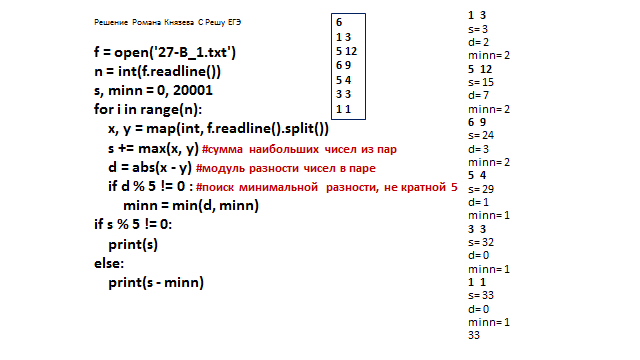 Решение Романа Князева С Решу ЕГЭ
f = open('27-B_1.txt')
n = int(f.readline())
s, minn = 0, 20001
for i in range(n):
x, y = map(int, f.readline().split())
s += max(x, y) #сумма наибольших чисел из пар
d = abs(x - y) #модуль разности чисел в паре
if d % 5 != 0 : #поиск минимальной разности, не кратной 5
minn = min(d, minn)
if s % 5 != 0:
print(s)
else:
print(s - minn)
6
1 3
5 12
6 9
5 4
3 3
1 1
1 3
s= 3
d= 2
minn= 2
5 12
s= 15
d= 7
minn= 2
6 9
s= 24
d= 3
minn= 2
5 4
s= 29
d= 1
minn= 1
3 3
s= 32
d= 0
minn= 1
1 1
s= 33
d= 0
minn= 1
33